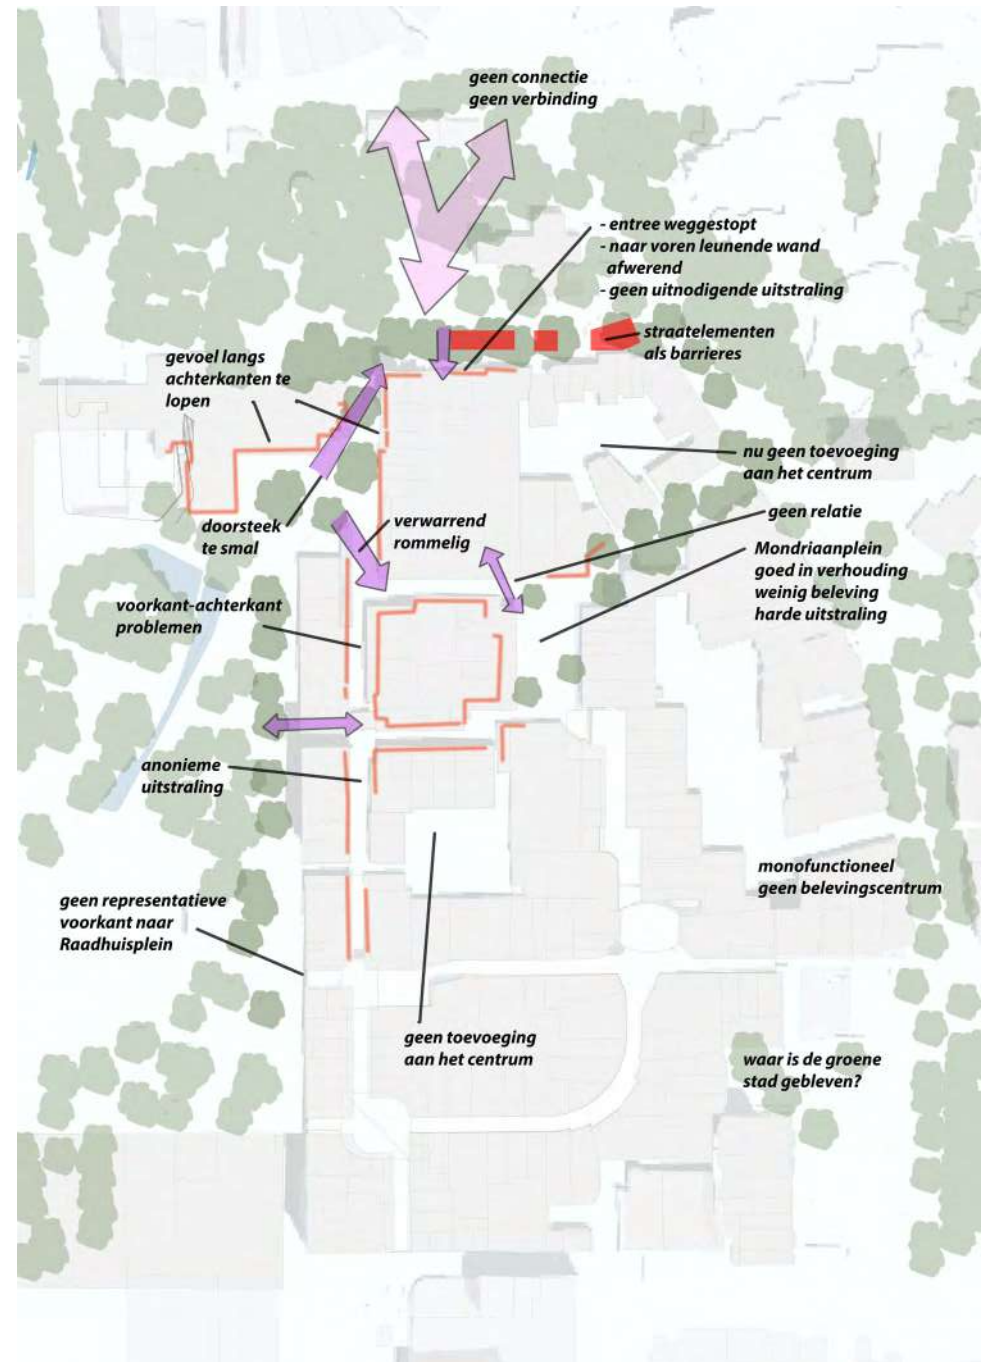 geen connectie
geen verbinding
- entree weggestopt
- naar voren leunende wand
afwerend
- geen uitnodigende uitstraling
straatelementen
als barrieres
gevoel langs
achterkanten te
lopen
nu geen toevoeging
aan het centrum
geen relatie
doorsteek
te smal
verwarrend
rommelig
Mondriaanplein
goed in verhouding
weinig beleving
harde uitstraling
voorkant-achterkant
problemen
anonieme
uitstraling
monofunctioneel
geen belevingscentrum
geen representatieve
voorkant naar
Raadhuisplein
geen toevoeging
aan het centrum
waar is de groene
stad gebleven?